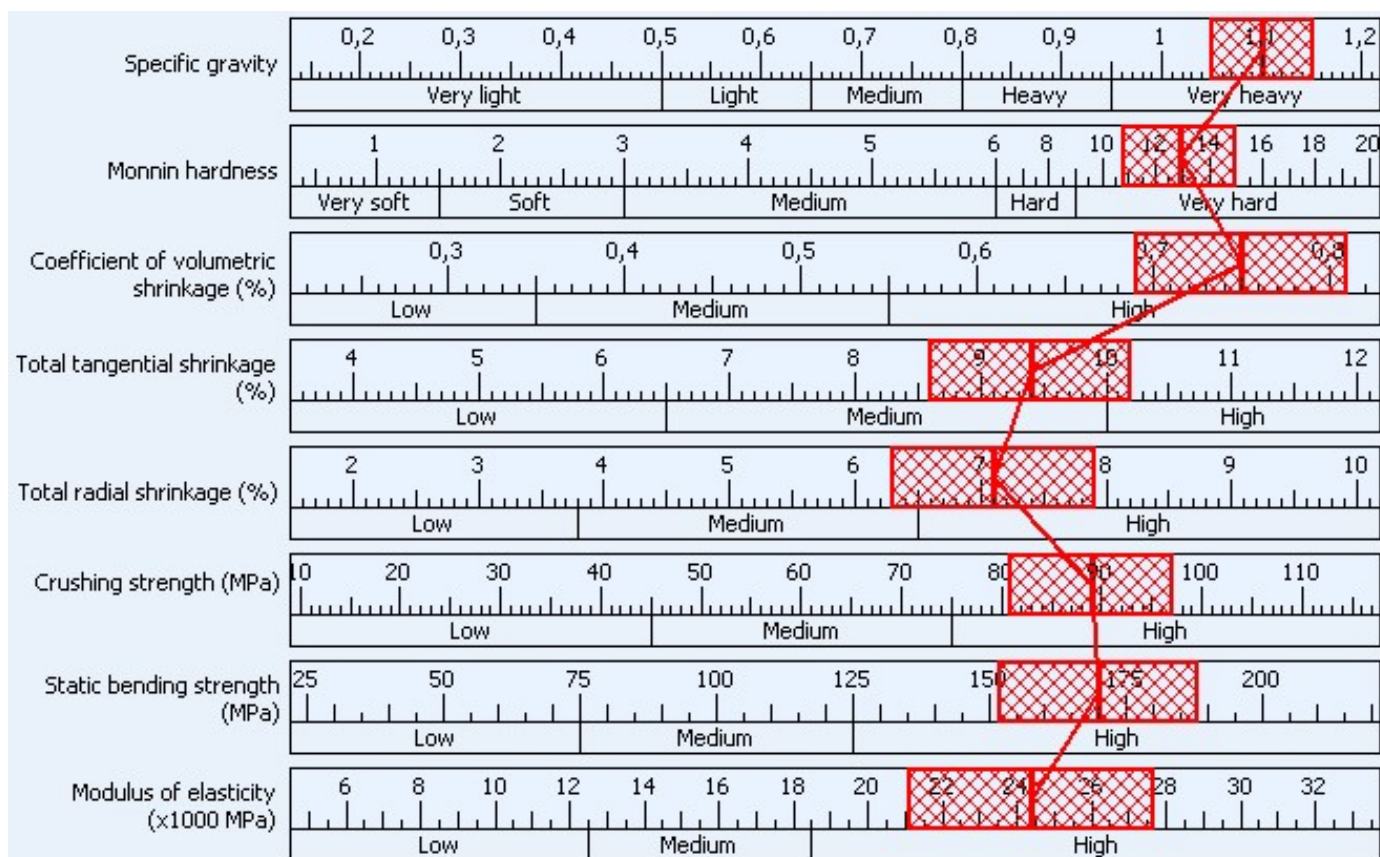 0,2 0,3 0,4 0,5 0,6 0,7 0,8 0,9 1 1,1 1,2
Specific gravity
Very light Light Medium Heavy Very heavy
1 2 3 4 5 6 8 10 12 14 16 18 20
Monnin hardness
Very soft Soft Medium Hard Very hard
0,3 0,4 0,5 0,6 0,7 0,8
Coefficient of volumetric
shrinkage (%)
Low Medium High
4 5 6 7 8 9 10 11 12
Total tangential shrinkage
(%)
Low Medium High
2 3 4 5 6 7 8 9 10
Total radial shrinkage (%)
Low Medium High
10 20 30 40 50 60 70 80 90 100 110
Crushing strength (MPa)
Low Medium High
25 50 75 100 125 150 175 200
Static bending strength
(MPa)
Low Medium High
6 8 10 12 14 16 18 20 22 24 26 28 30 32
Modulus of elasticity
(x1000 MPa)
Low Medium High